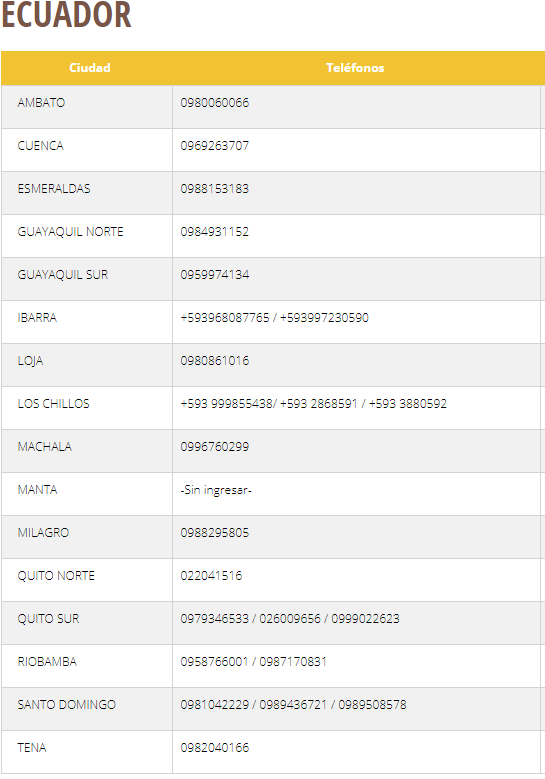 ECUADOR
Ciudad Teléfonos
AMBATO 0980060066
CUENCA 0969263707
ESMERALDAS 0988153183
GUAYAQUIL NORTE 0984931152
GUAYAQUIL SUR 0959974134
IBARRA +593968087765 / +593997230590
LOJA 0980861016
LOS CHILLOS +593 999855438/ +593 2868591 / +593 3880592
MACHALA 0996760299
MANTA -Sin ingresar-
MILAGRO 0988295805
QUITO NORTE 022041516
QUITO SUR 0979346533 / 026009656 / 0999022623
RIOBAMBA 0958766001 / 0987170831
SANTO DOMINGO 0981042229 / 0989436721 / 0989508578
TENA 0982040166